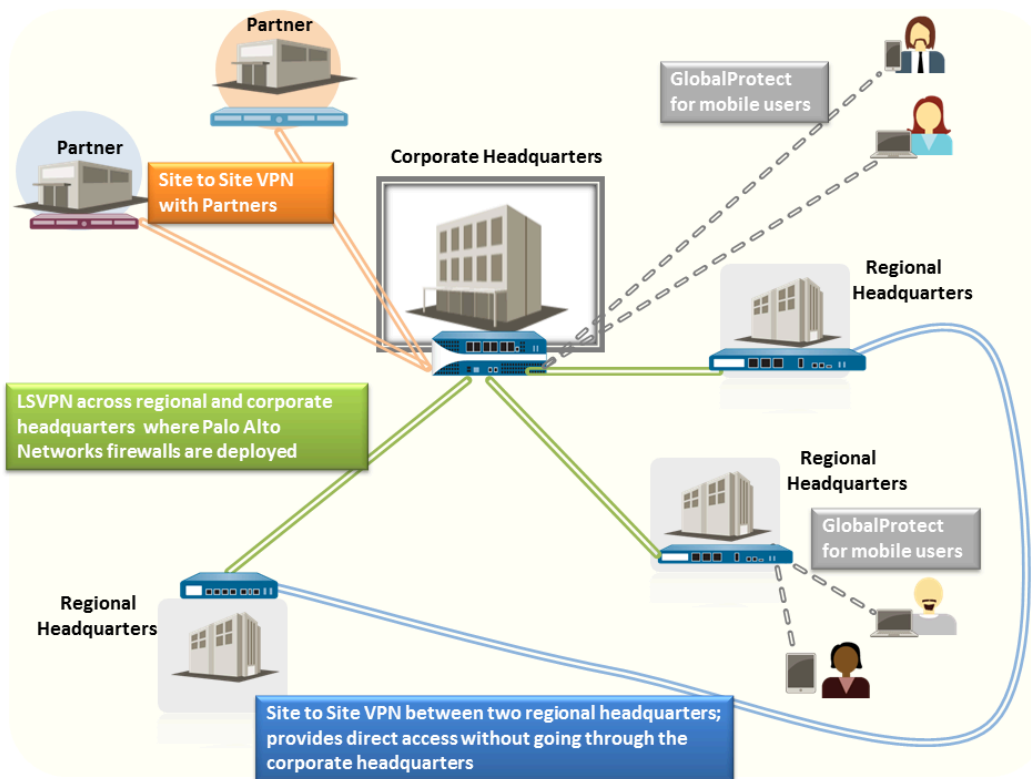 Partner
Partner
GlobalProtect
for mobile users
Corporate Headquarters
Site to Site VPN
with Partners
Regional
Headquarters
LSVPN across regional and corporate
headquarters where Palo Alto
Networks firewalls are deployed
Regional
Headquarters
GlobalProtect
for mobile users
Regional
Headquarters
Site to Site VPN between two regional headquarters;
provides direct access without going through the
corporate headquarters